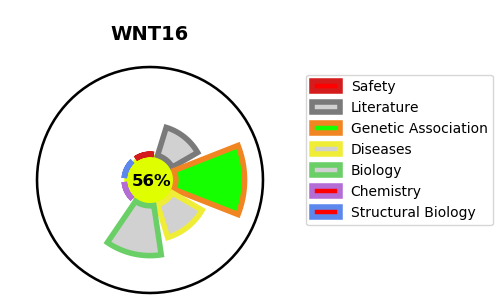 WNT16
56%
Safety
Literature
Genetic Association
Diseases
Biology
Chemistry
Structural Biology